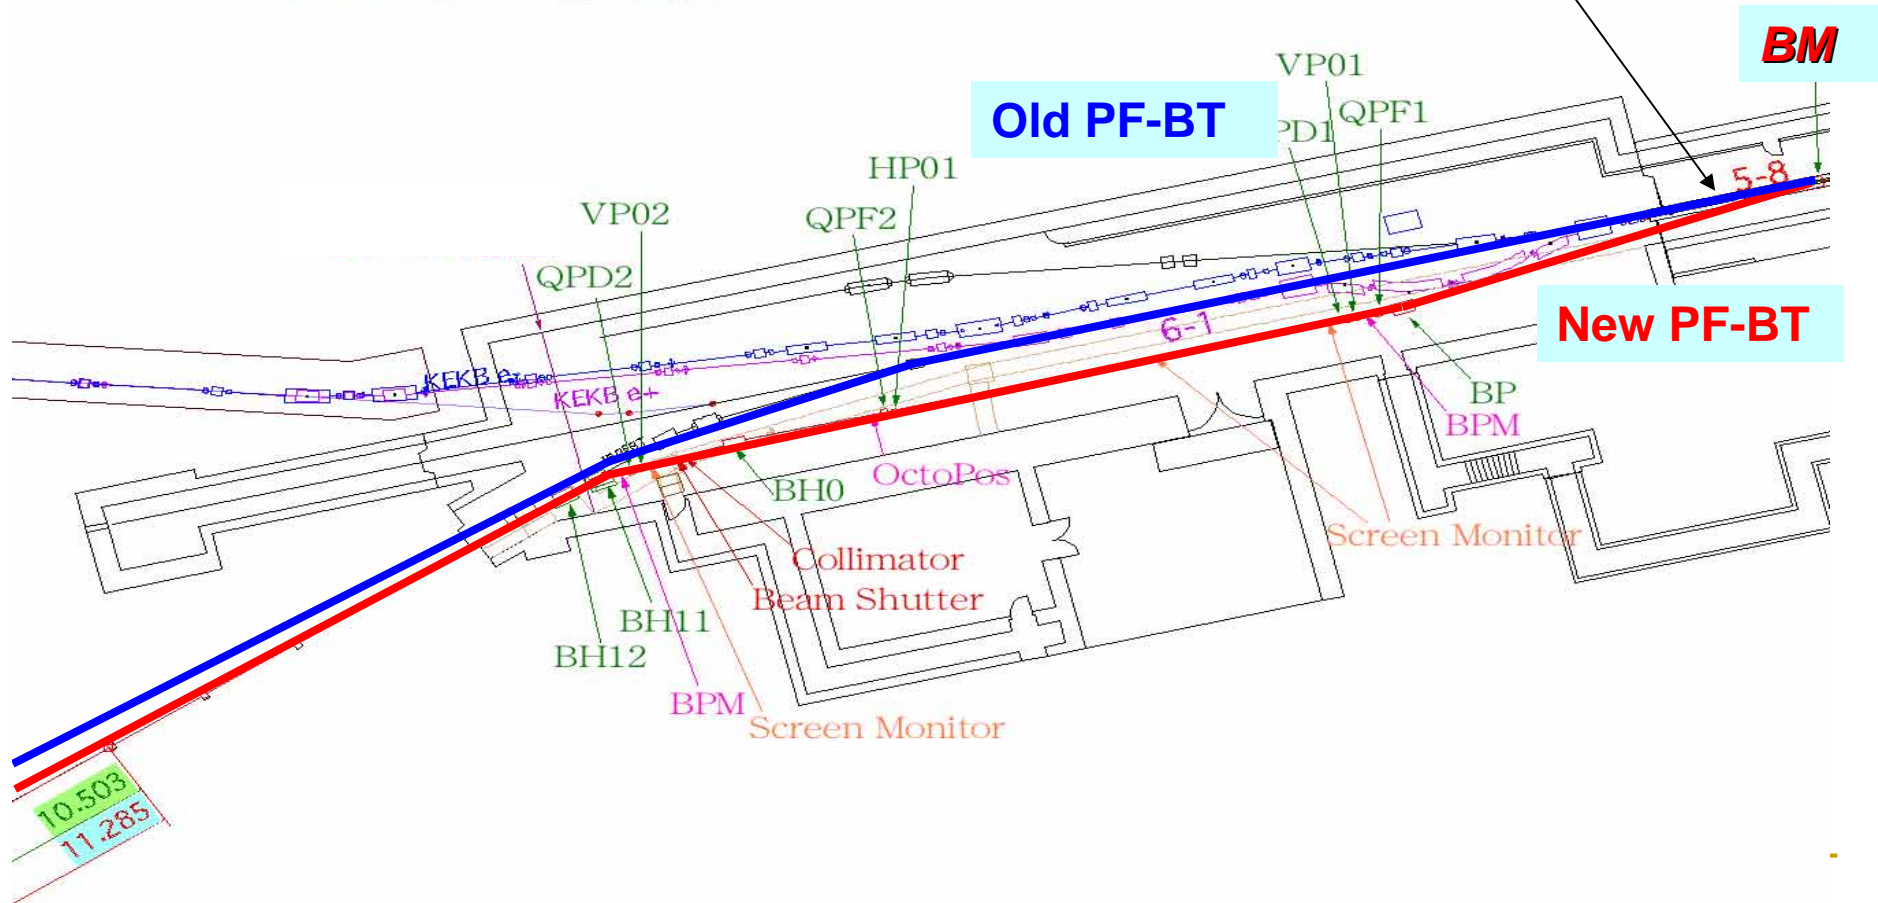 BM
VP01
Old PF-BT
QPF1
PD1
HP01
5-8
VP02
QPF2
QPD2
6-1
New PF-BT
KEKB e-
KEKB e+
BP
BPM
OctoPos
BH0
Screen Monitor
Collimator
Beam Shutter
BH11
BH12
BPM
Screen Monitor
10.503
11.285